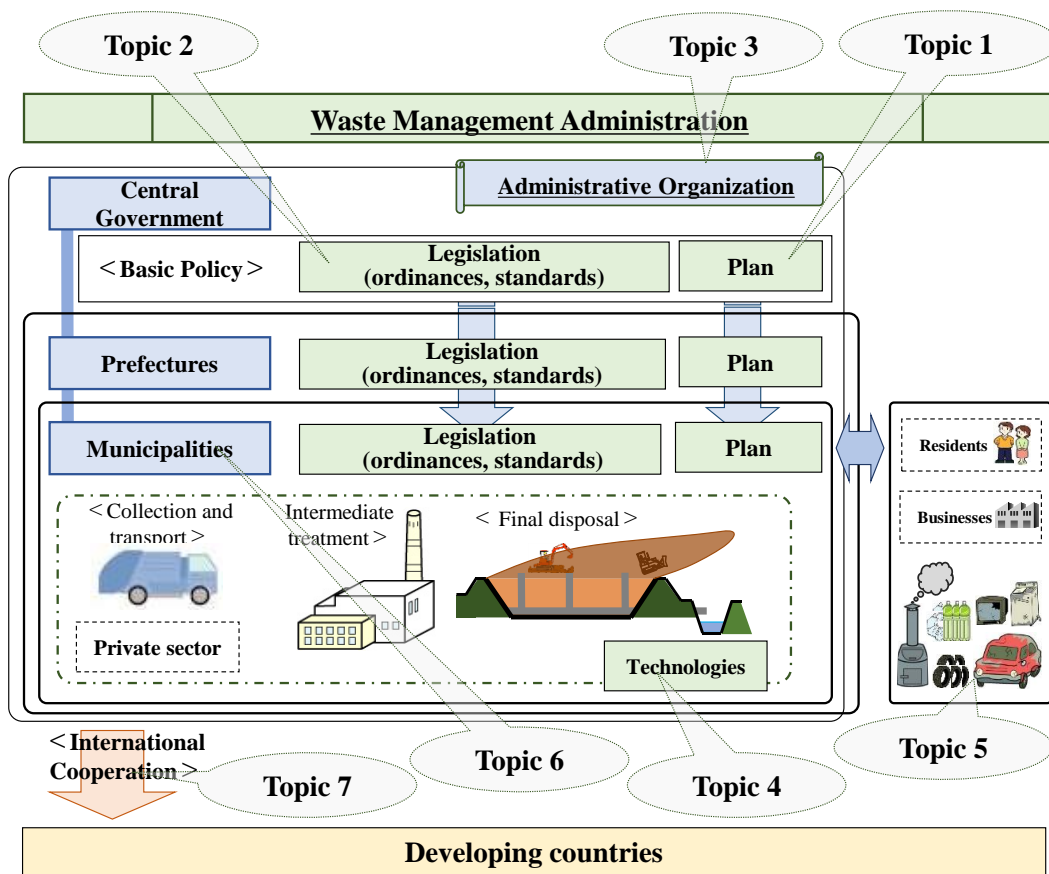 Topic 2
Topic 3
Topic 1
Waste Management Administration
Administrative Organization
Central
Government
＜Basic Policy＞
Legislation
(ordinances, standards)
Plan
Prefectures
Legislation
(ordinances, standards)
Plan
Municipalities
Legislation
(ordinances, standards)
Plan
Residents
Businesses
＜Collection and
transport＞
Intermediate
treatment＞
＜ Final disposal＞
Private sector
Technologies
＜International
Cooperation＞
Topic 7
Topic 6
Topic 4
Topic 5
Developing countries